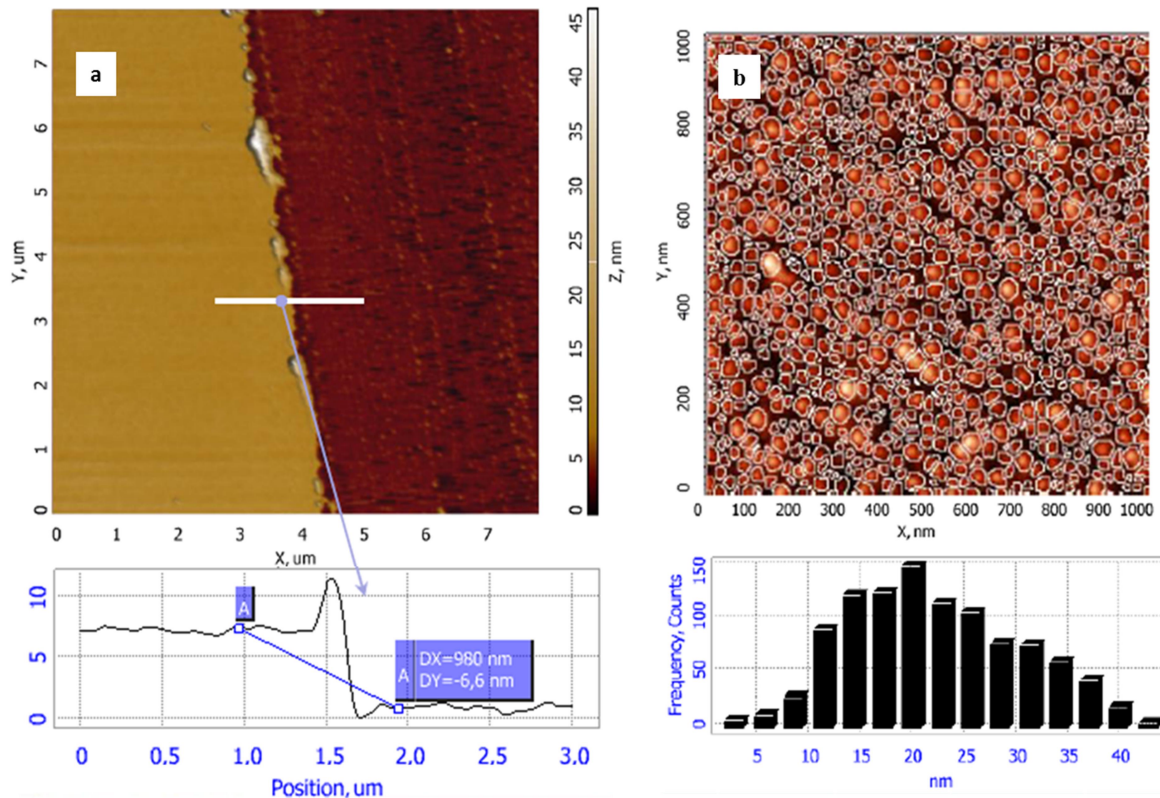 a
7
6
5
4
3
2
1
0
Y, um
0 1 2 3 4 5 6 7
X, um
45
40
35
30
25
20
15
10
5
0
Z, nm
b
1000
800
600
400
200
0
Y, nm
0 100 200 300 400 500 600 700 800 900 1000
X, nm
10
5
0
A
A
DX=980 nm
DY=-6,6 nm
0 0,5 1.0 1.5 2,0 2,5 3.0
Position, um
150
100
50
0
Frequency, Counts
5 10 15 20 25 30 35 40
nm